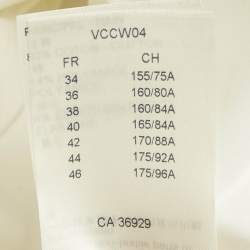 VCCW04
FR CH
34 155/75A
36 160/80A
38 160/84A
40 165/84A
42 170/88A
44 175/92A
46 175/96A
CA 36929